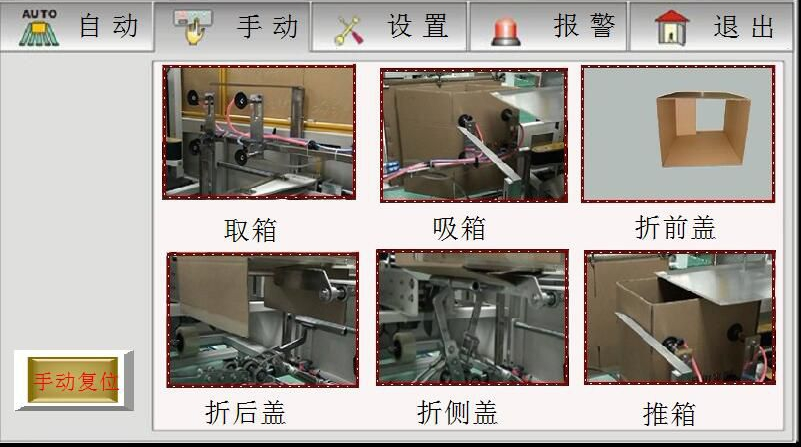 AUTO 自动 手动 设置 报警 退出
取箱 吸箱 折前盖
手动复位
折后盖 折侧盖 推箱